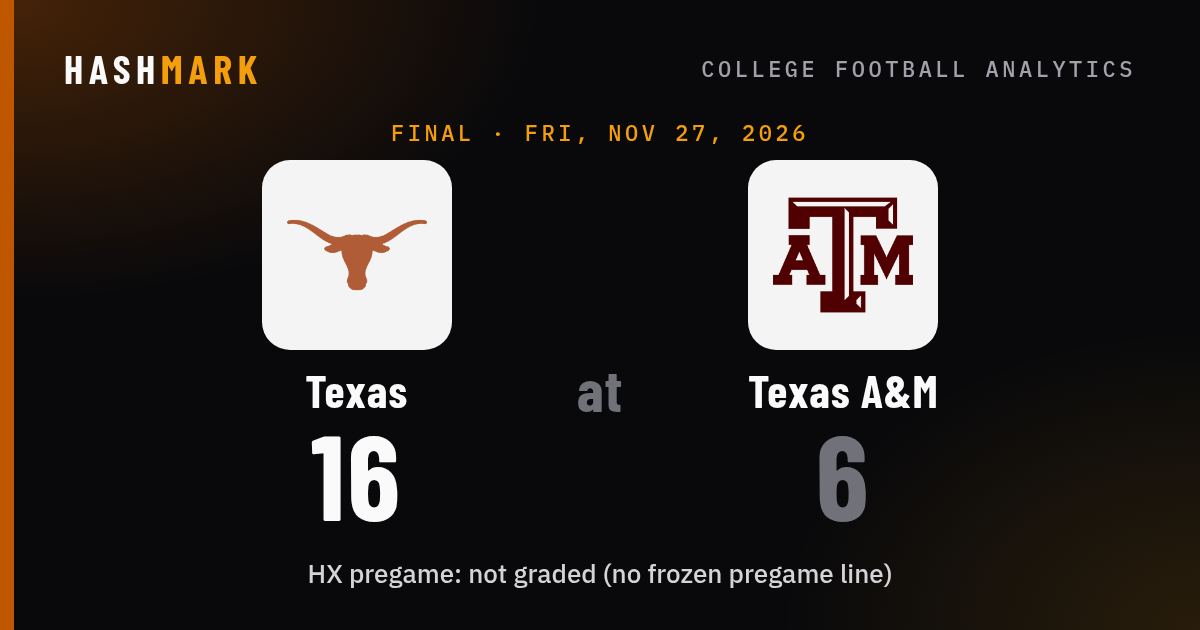 HASHMARK
COLLEGE FOOTBALL ANALYTICS
FINAL · FRI, NOV 27, 2026
ATM
Texas
at
Texas A&M
16
6
HX pregame: not graded (no frozen pregame line)